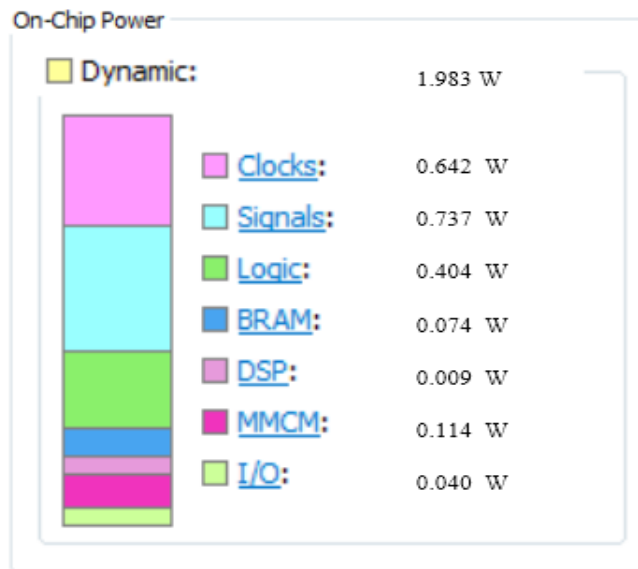 On-Chip Power
Dynamic: 1.983 W
Clocks: 0.642 W
Signals: 0.737 W
Logic: 0.404 W
BRAM: 0.074 W
DSP: 0.009 W
MMCM: 0.114 W
I/O: 0.040 W